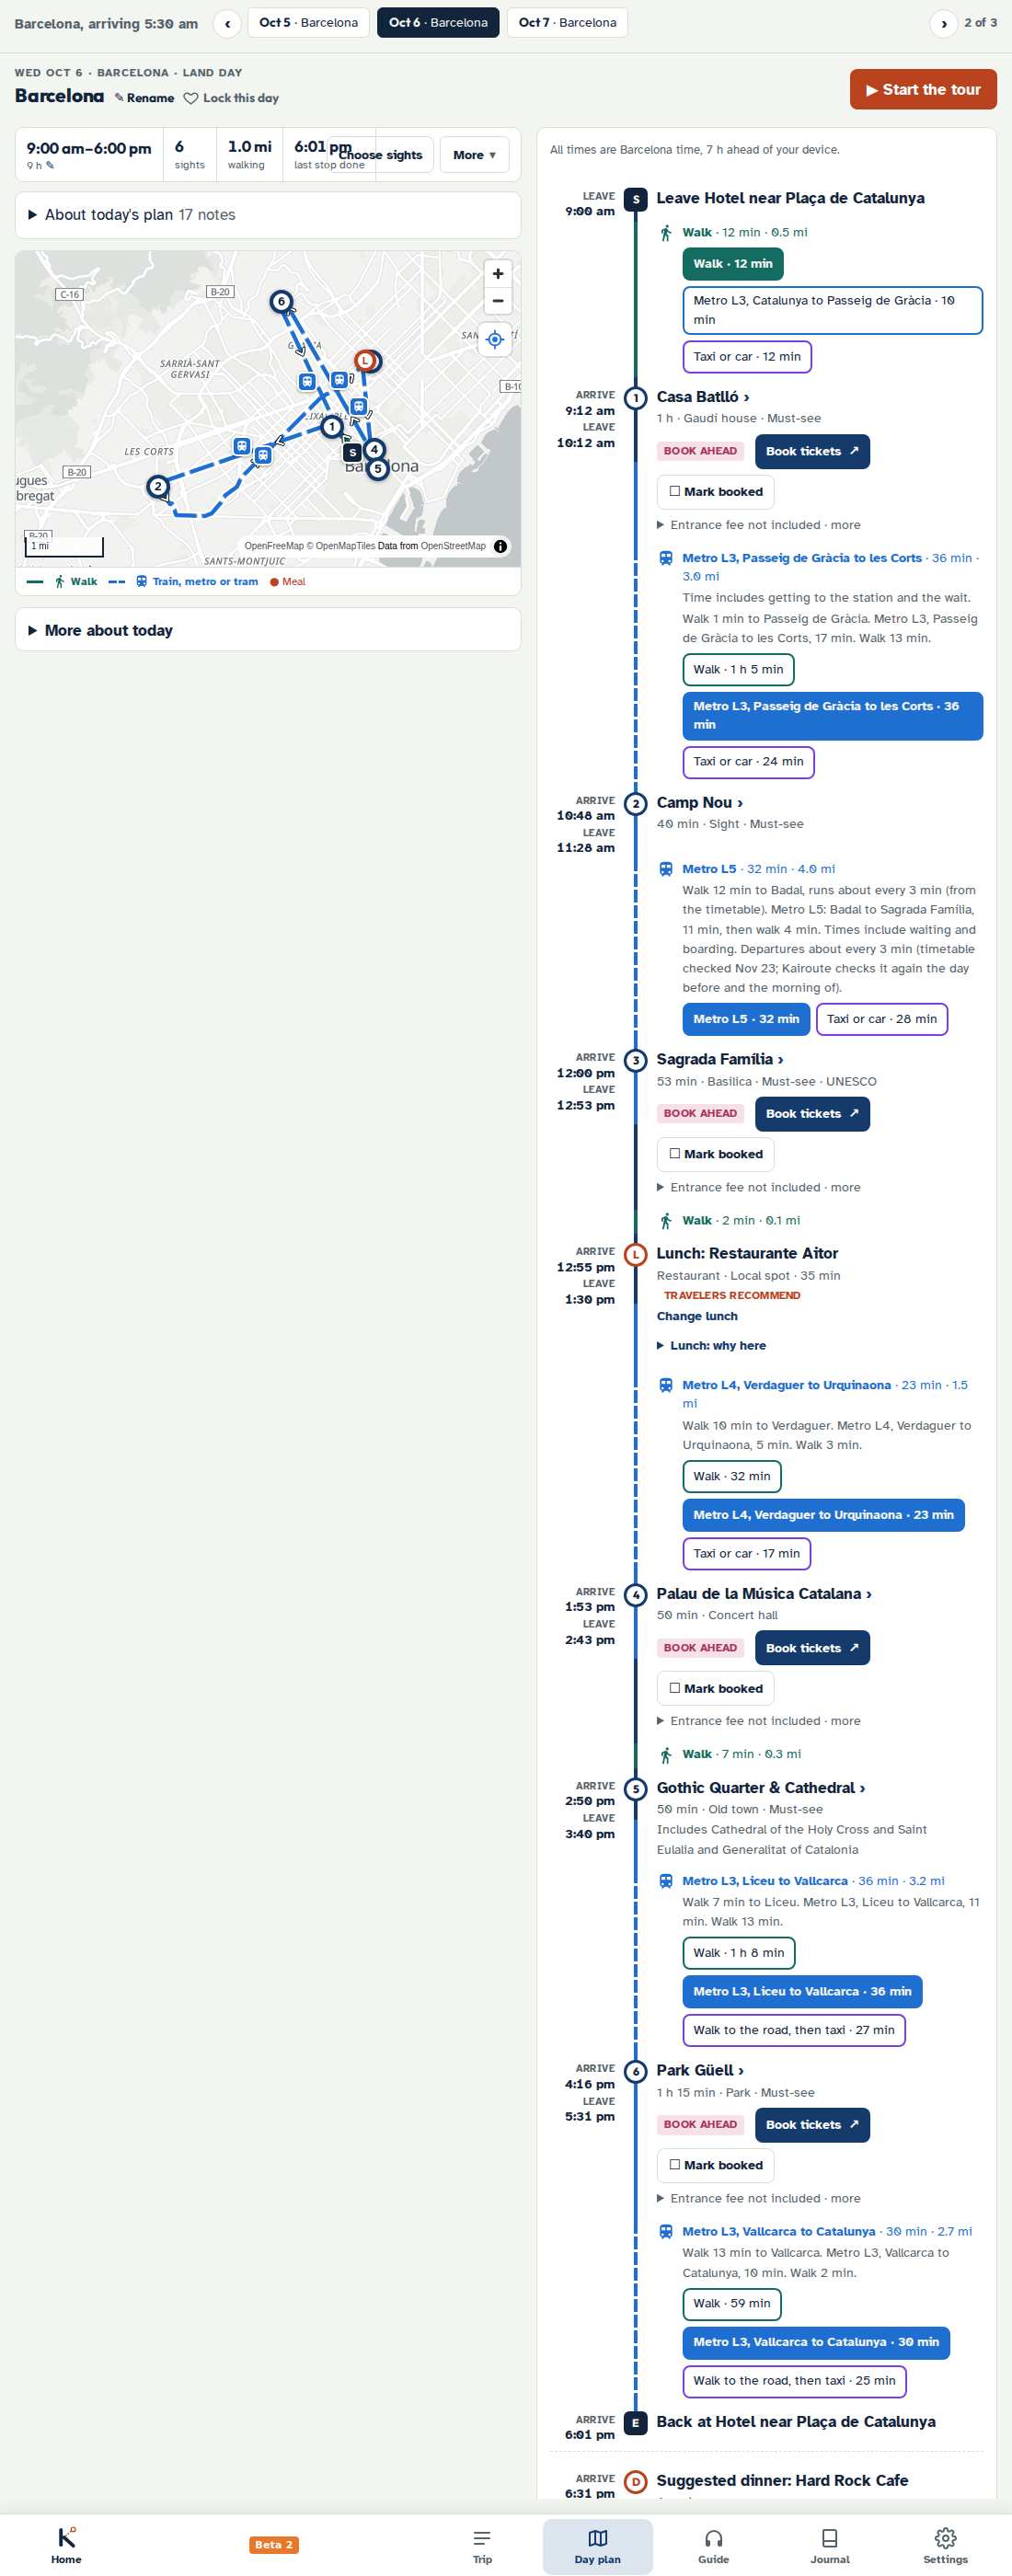 Barcelona, arriving 5:30 am
‹
Oct 5 · Barcelona
Oct 6 · Barcelona
Oct 7 · Barcelona
›
2 of 3
WED OCT 6 · BARCELONA · LAND DAY
Barcelona ✎ Rename ♡ Lock this day
▶ Start the tour
9:00 am–6:00 pm
9 h ✎
6
sights
1.0 mi
walking
6:01 pm
last stop done
Choose sights
More ▾
▶ About today's plan 17 notes
C-16
B-20
6
SARRIÀ-SANT
GERVASI
L
B-10
LES CORTS
1
S
4
Ba
ona
5
B-20
2
ugues
bregat
B-20
1 mi
SANTS-MONTJUÏC
OpenFreeMap © OpenMapTiles Data from OpenStreetMap
+
−
Walk
Train, metro or tram
Meal
▶ More about today
All times are Barcelona time, 7 h ahead of your device.
LEAVE
9:00 am
S
Leave Hotel near Plaça de Catalunya
Walk · 12 min · 0.5 mi
Walk · 12 min
Metro L3, Catalunya to Passeig de Gràcia · 10
min
Taxi or car · 12 min
ARRIVE
9:12 am
LEAVE
10:12 am
1
Casa Batlló ›
1 h · Gaudí house · Must-see
BOOK AHEAD
Book tickets ↗
☐ Mark booked
▶ Entrance fee not included · more
Metro L3, Passeig de Gràcia to les Corts · 36 min ·
3.0 mi
Time includes getting to the station and the wait.
Walk 1 min to Passeig de Gràcia. Metro L3, Passeig
de Gràcia to les Corts, 17 min. Walk 13 min.
Walk · 1 h 5 min
Metro L3, Passeig de Gràcia to les Corts · 36
min
Taxi or car · 24 min
ARRIVE
10:48 am
LEAVE
11:28 am
2
Camp Nou ›
40 min · Sight · Must-see
Metro L5 · 32 min · 4.0 mi
Walk 12 min to Badal, runs about every 3 min (from
the timetable). Metro L5: Badal to Sagrada Família,
11 min, then walk 4 min. Times include waiting and
boarding. Departures about every 3 min (timetable
checked Nov 23; Kairoute checks it again the day
before and the morning of).
Metro L5 · 32 min
Taxi or car · 28 min
ARRIVE
12:00 pm
LEAVE
12:53 pm
3
Sagrada Família ›
53 min · Basilica · Must-see · UNESCO
BOOK AHEAD
Book tickets ↗
☐ Mark booked
▶ Entrance fee not included · more
Walk · 2 min · 0.1 mi
ARRIVE
12:55 pm
LEAVE
1:30 pm
L
Lunch: Restaurante Aitor
Restaurant · Local spot · 35 min
TRAVELERS RECOMMEND
Change lunch
▶ Lunch: why here
Metro L4, Verdaguer to Urquinaona · 23 min · 1.5
mi
Walk 10 min to Verdaguer. Metro L4, Verdaguer to
Urquinaona, 5 min. Walk 3 min.
Walk · 32 min
Metro L4, Verdaguer to Urquinaona · 23 min
Taxi or car · 17 min
ARRIVE
1:53 pm
LEAVE
2:43 pm
4
Palau de la Música Catalana ›
50 min · Concert hall
BOOK AHEAD
Book tickets ↗
☐ Mark booked
▶ Entrance fee not included · more
Walk · 7 min · 0.3 mi
ARRIVE
2:50 pm
LEAVE
3:40 pm
5
Gothic Quarter & Cathedral ›
50 min · Old town · Must-see
Includes Cathedral of the Holy Cross and Saint
Eulalia and Generalitat of Catalonia
Metro L3, Liceu to Vallcarca · 36 min · 3.2 mi
Walk 7 min to Liceu. Metro L3, Liceu to Vallcarca, 11
min. Walk 13 min.
Walk · 1 h 8 min
Metro L3, Liceu to Vallcarca · 36 min
Walk to the road, then taxi · 27 min
ARRIVE
4:16 pm
LEAVE
5:31 pm
6
Park Güell ›
1 h 15 min · Park · Must-see
BOOK AHEAD
Book tickets ↗
☐ Mark booked
▶ Entrance fee not included · more
Metro L3, Vallcarca to Catalunya · 30 min · 2.7 mi
Walk 13 min to Vallcarca. Metro L3, Vallcarca to
Catalunya, 10 min. Walk 2 min.
Walk · 59 min
Metro L3, Vallcarca to Catalunya · 30 min
Walk to the road, then taxi · 25 min
ARRIVE
6:01 pm
E
Back at Hotel near Plaça de Catalunya
ARRIVE
6:31 pm
D
Suggested dinner: Hard Rock Cafe
Home
Beta 2
Trip
Day plan
Guide
Journal
Settings